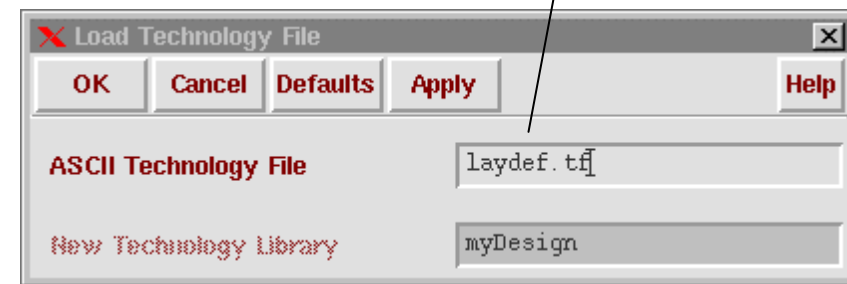 Load Technology File
OK Cancel Defaults Apply Help
ASCII Technology File laydef.tf
New Technology Library myDesign